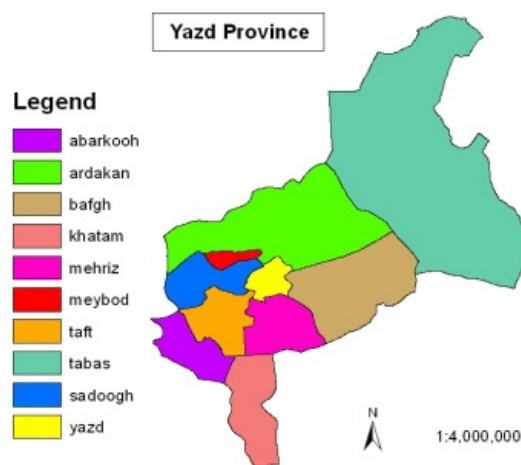 Yazd Province
Legend
abarkooh
ardakan
bafgh
khatam
mehriz
meybod
taft
tabas
sadoogh
yazd
N
1:4,000,000